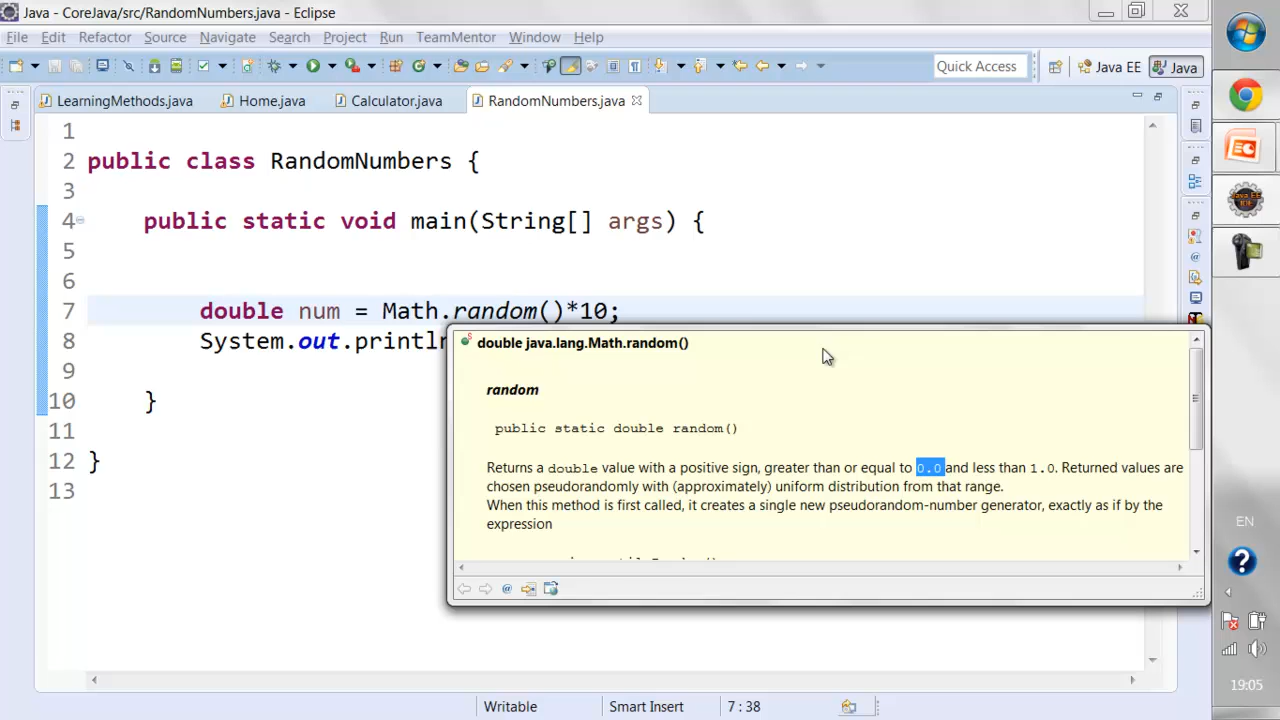 Java - CoreJava/src/RandomNumbers.java - Eclipse
File Edit Refactor Source Navigate Search Project Run TeamMentor Window Help
Quick Access Java EE Java
LearningMethods.java Home.java Calculator.java RandomNumbers.java
1
2 public class RandomNumbers {
3
4 public static void main(String[] args) {
5
6
7 double num = Math.random()*10;
8 System.out.println
9
10 }
11
12 }
13
double java.lang.Math.random()
random
public static double random()
Returns a double value with a positive sign, greater than or equal to 0.0 and less than 1.0. Returned values are
chosen pseudorandomly with (approximately) uniform distribution from that range.
When this method is first called, it creates a single new pseudorandom-number generator, exactly as if by the
expression
EN
19:05
Writable Smart Insert 7 : 38